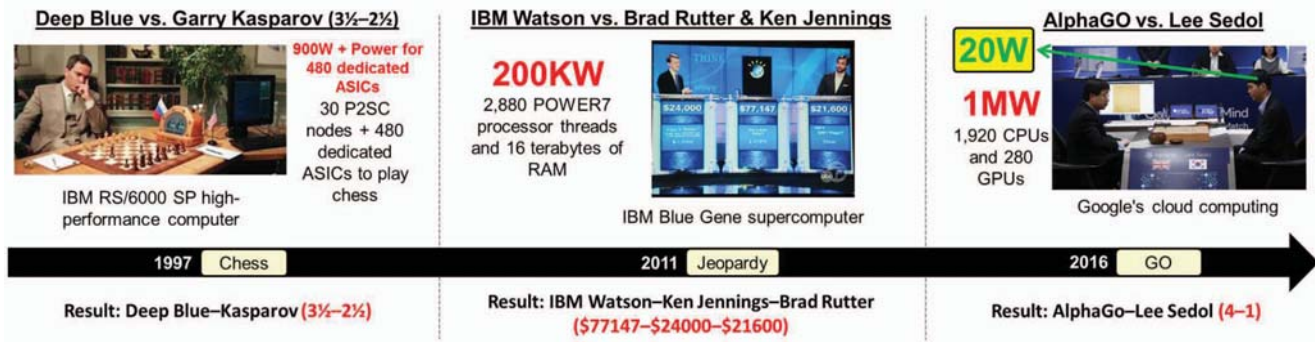 Deep Blue vs. Garry Kasparov (3½–2½)
900W + Power for
480 dedicated
ASICs
30 P2SC
nodes + 480
dedicated
ASICs to play
chess
IBM RS/6000 SP high-
performance computer
IBM Watson vs. Brad Rutter & Ken Jennings
200KW
2,880 POWER7
processor threads
and 16 terabytes of
RAM
THINK
$24,000
$77,147
$21,600
IBM Blue Gene supercomputer
AlphaGO vs. Lee Sedol
20W
1MW
1,920 CPUs
and 280
GPUs
Mind
Google's cloud computing
1997 Chess
2011 Jeopardy
2016 GO
Result: Deep Blue–Kasparov (3½–2½)
Result: IBM Watson–Ken Jennings–Brad Rutter
($77147–$24000–$21600)
Result: AlphaGo–Lee Sedol (4–1)